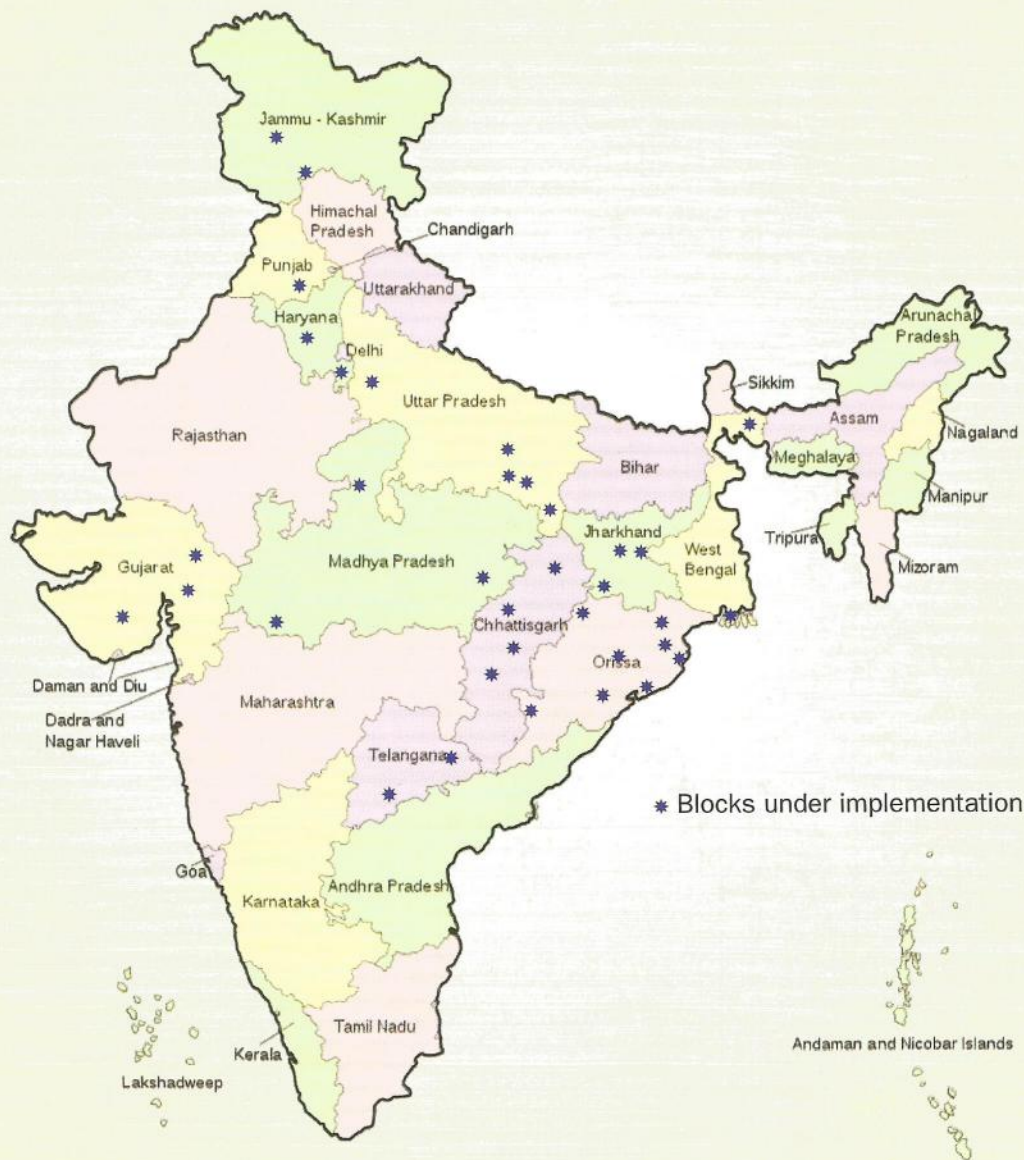 Jammu - Kashmir
Himachal
Pradesh
Chandigarh
Punjab
Uttarakhand
Haryana
Delhi
Arunachal
Pradesh
Sikkim
Uttar Pradesh
Assam
Nagaland
Rajasthan
Bihar
Meghalaya
Manipur
Jharkhand
Tripura
West
Bengal
Madhya Pradesh
Gujarat
Mizoram
Chhattisgarh
Orissa
Daman and Diu
Maharashtra
Dadra and
Nagar Haveli
Telangana
Blocks under implementation
Goa
Andhra Pradesh
Karnataka
Tamil Nadu
Kerala
Andaman and Nicobar Islands
Lakshadweep